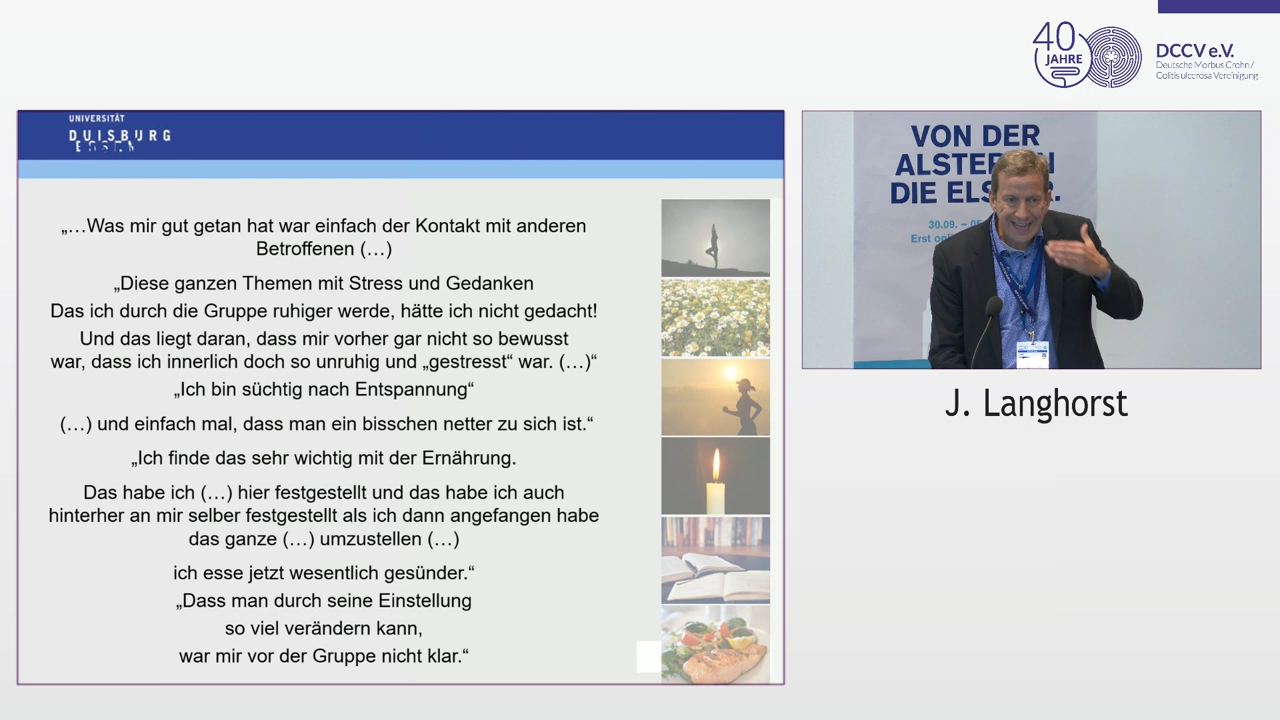 40
JAHRE
DCCV e.V.
Deutsche Morbus Crohn /
Colitis ulcerosa Vereinigung
UNIVERSITÄT
DUISBURG
ESSEN
„…Was mir gut getan hat war einfach der Kontakt mit anderen
Betroffenen (…)
„Diese ganzen Themen mit Stress und Gedanken
Das ich durch die Gruppe ruhiger werde, hätte ich nicht gedacht!
Und das liegt daran, dass mir vorher gar nicht so bewusst
war, dass ich innerlich doch so unruhig und „gestresst“ war. (…)“
„Ich bin süchtig nach Entspannung“
(…) und einfach mal, dass man ein bisschen netter zu sich ist.“
„Ich finde das sehr wichtig mit der Ernährung.
Das habe ich (…) hier festgestellt und das habe ich auch
hinterher an mir selber festgestellt als ich dann angefangen habe
das ganze (…) umzustellen (…)
ich esse jetzt wesentlich gesünder.“
„Dass man durch seine Einstellung
so viel verändern kann,
war mir vor der Gruppe nicht klar.“
VON DER
ALSTER
DIE
30.09. –
Erst
J. Langhorst